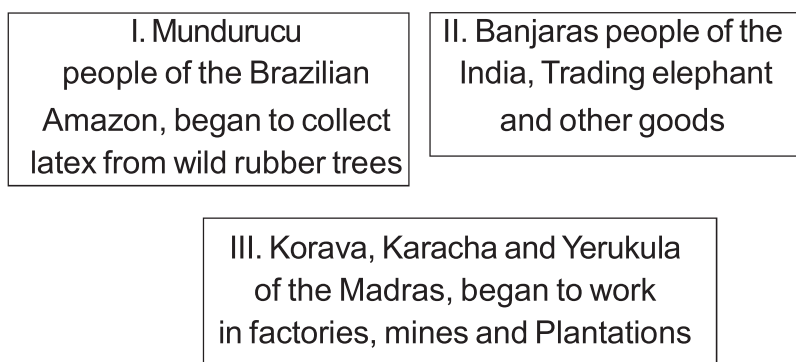 I. Mundurucu
people of the Brazilian
Amazon, began to collect
latex from wild rubber trees
II. Banjaras people of the
India, Trading elephant
and other goods
III. Korava, Karacha and Yerukula
of the Madras, began to work
in factories, mines and Plantations